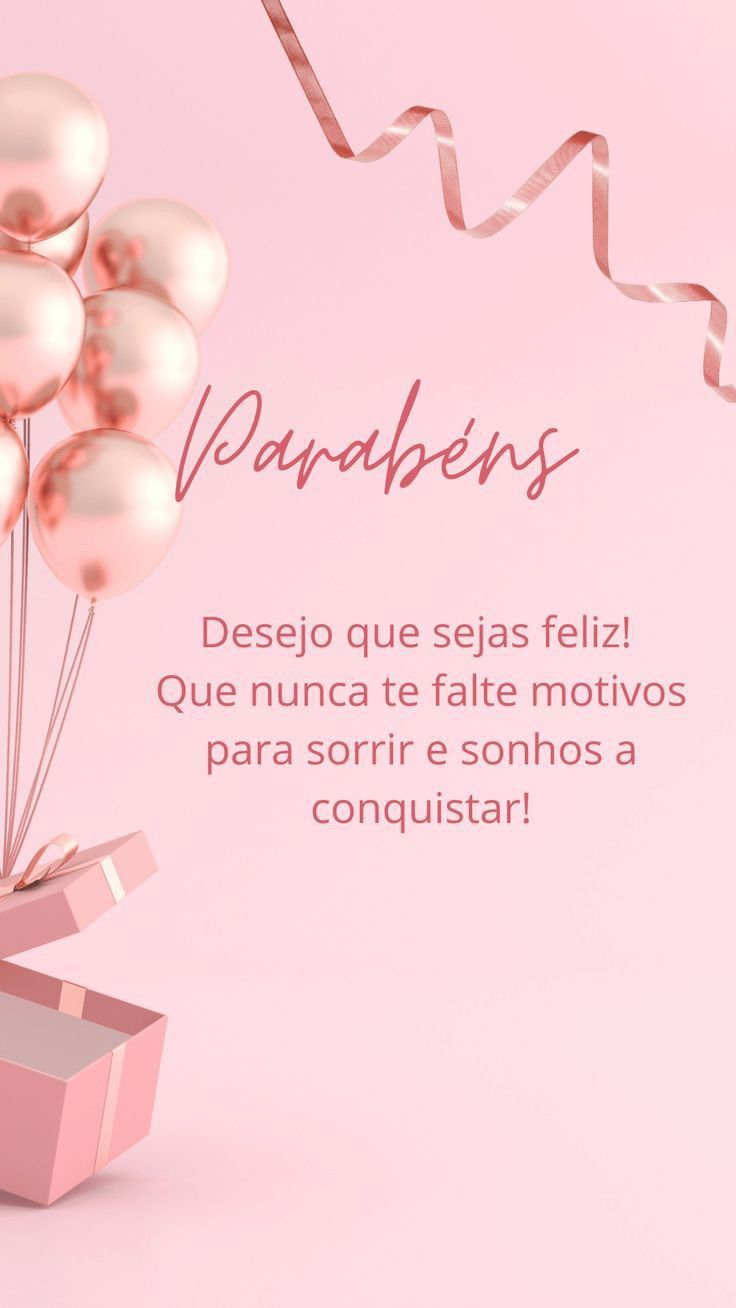 Parabéns
Desejo que sejas feliz!
Que nunca te falte motivos
para sorrir e sonhos a
conquistar!